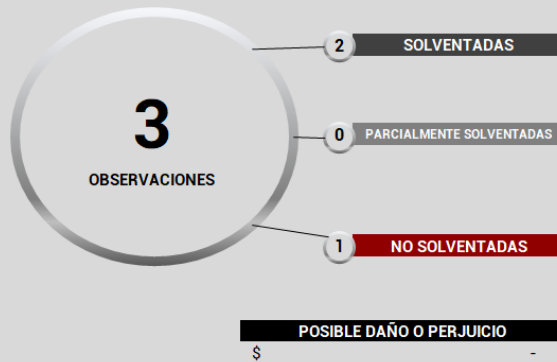 3
OBSERVACIONES
2 SOLVENTADAS
0 PARCIALMENTE SOLVENTADAS
1 NO SOLVENTADAS
POSIBLE DAÑO O PERJUICIO
$ -